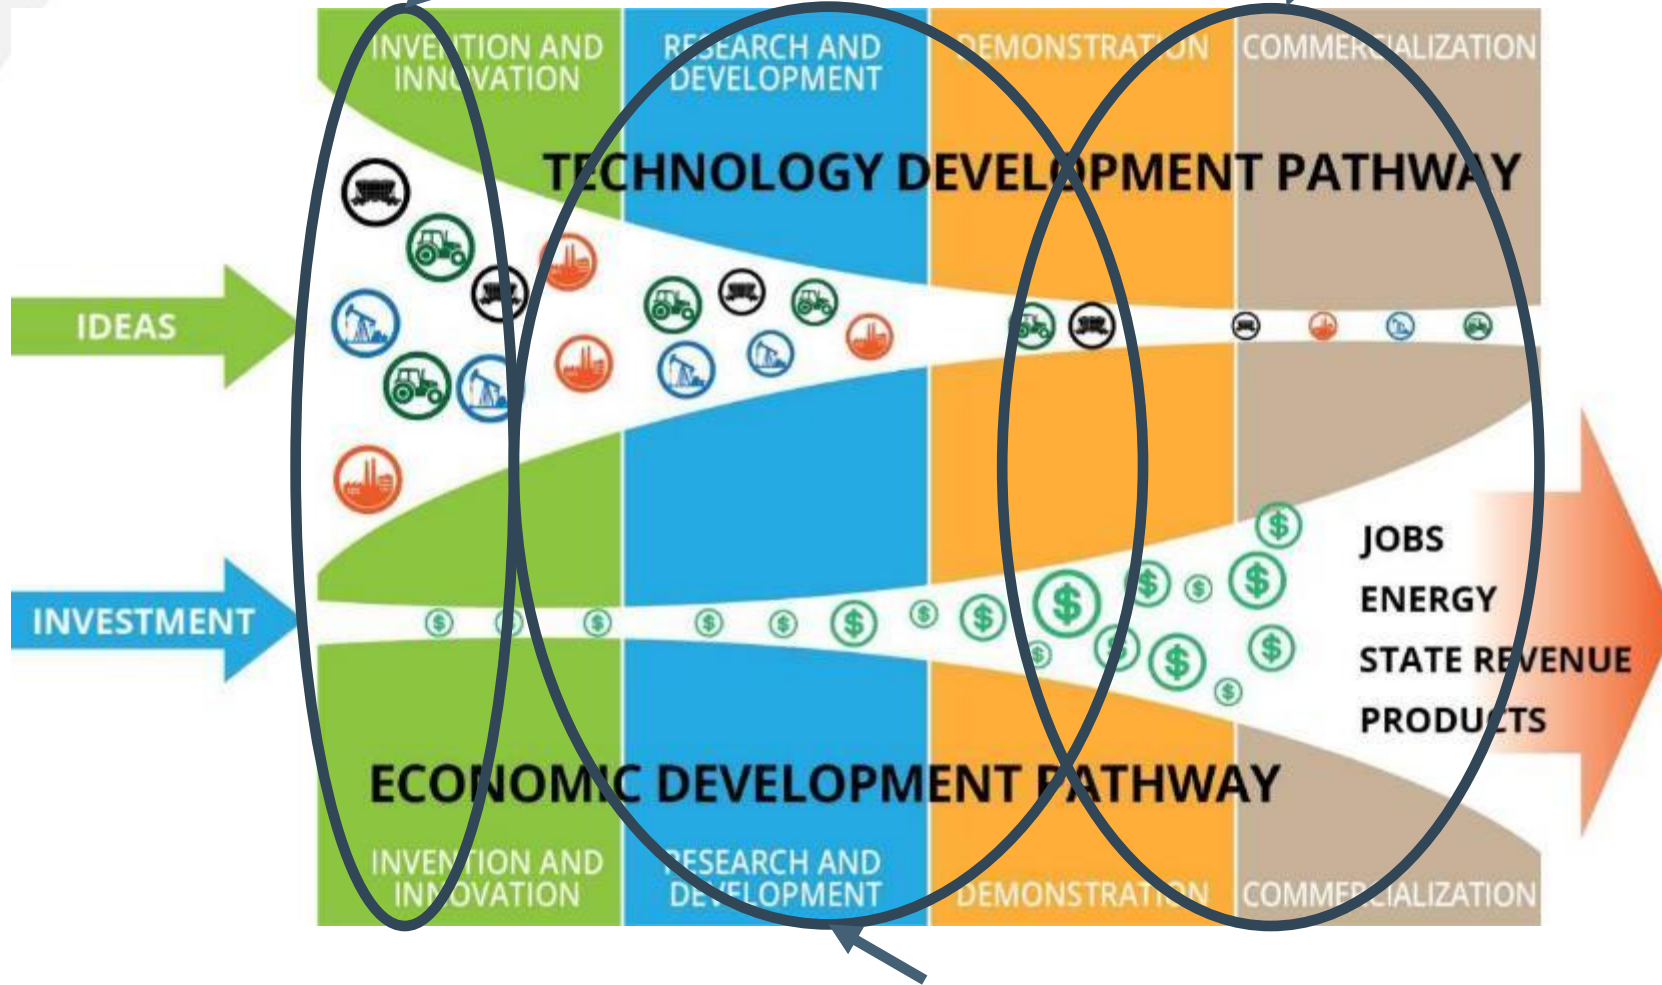 INVENTION AND
INNOVATION
RESEARCH AND
DEVELOPMENT
DEMONSTRATION
COMMERCIALIZATION
TECHNOLOGY DEVELOPMENT PATHWAY
IDEAS
INVESTMENT
$ $ $ $ $ $ $ $ $ $ $ $ $ $ $ $ $ $
JOBS
ENERGY
STATE REVENUE
PRODUCTS
ECONOMIC DEVELOPMENT PATHWAY
INVENTION AND
INNOVATION
RESEARCH AND
DEVELOPMENT
DEMONSTRATION
COMMERCIALIZATION